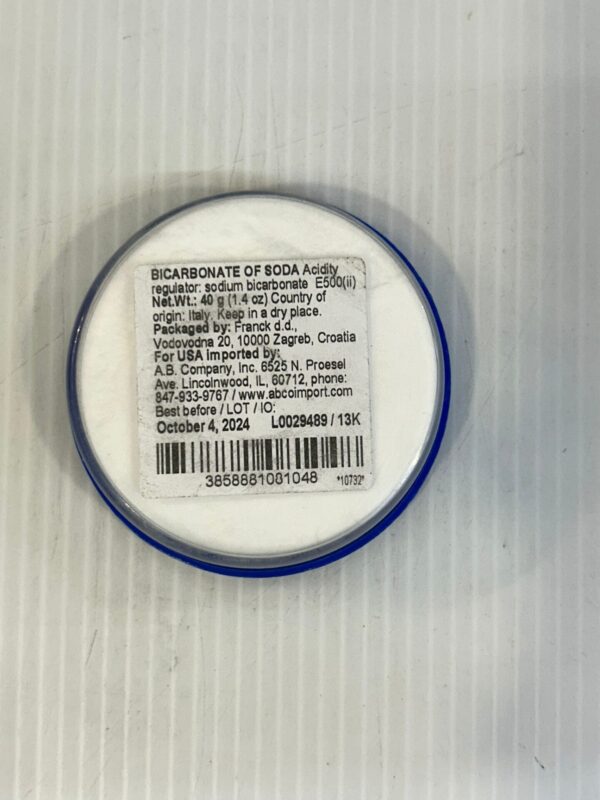 BICARBONATE OF SODA Acidity
regulator: sodium bicarbonate E500(ii)
Net.Wt.: 40 g (1.4 oz) Country of
origin: Italy. Keep in a dry place.
Packaged by: Franck d.d.,
Vodovodna 20, 10000 Zagreb, Croatia
For USA imported by:
A.B. Company, Inc. 6525 N. Proesel
Ave. Lincolnwood, IL, 60712, phone:
847-933-9767 / www.abcoimport.com
Best before / LOT / IO:
October 4, 2024 L0029489 / 13K
3858881081048 *10792*